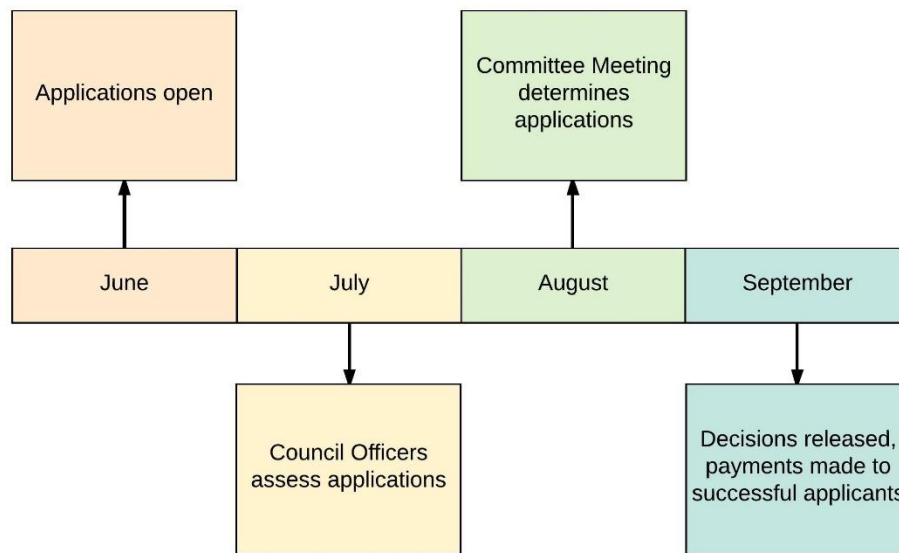 Applications open
Committee Meeting
determines
applications
June
July
August
September
Council Officers
assess applications
Decisions released,
payments made to
successful applicants